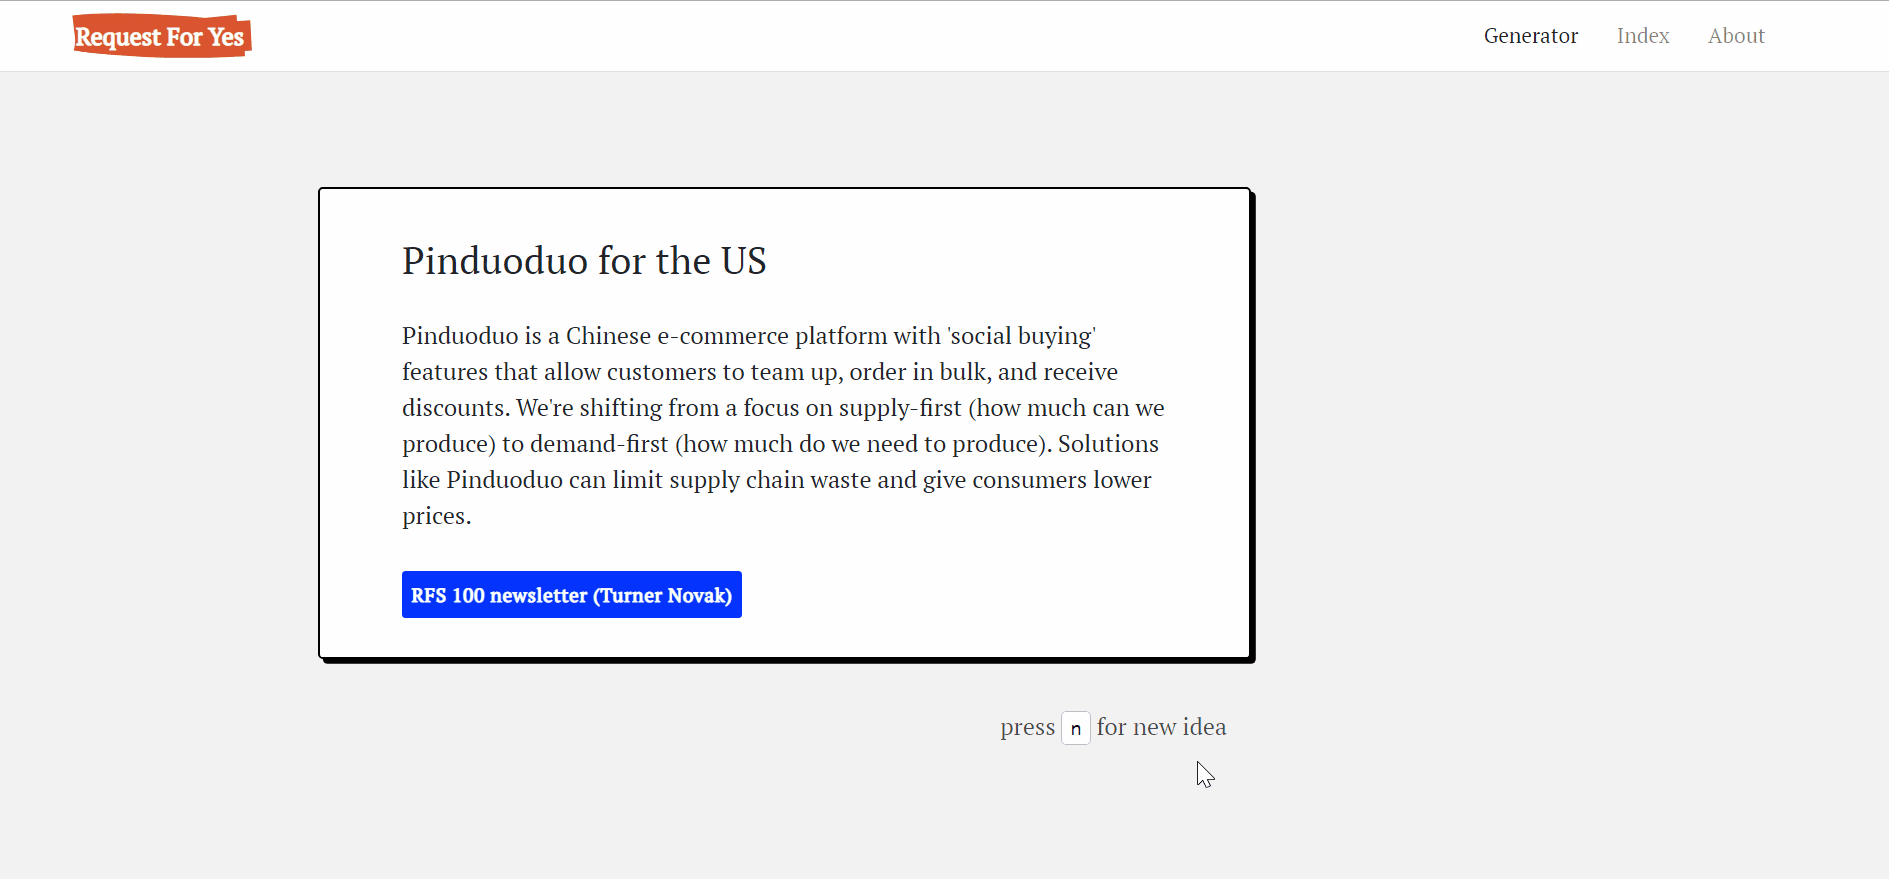 Request For Yes
Generator
Index
About
Pinduoduo for the US
Pinduoduo is a Chinese e-commerce platform with 'social buying'
features that allow customers to team up, order in bulk, and receive
discounts. We're shifting from a focus on supply-first (how much can we
produce) to demand-first (how much do we need to produce). Solutions
like Pinduoduo can limit supply chain waste and give consumers lower
prices.
RFS 100 newsletter (Turner Novak)
press n for new idea